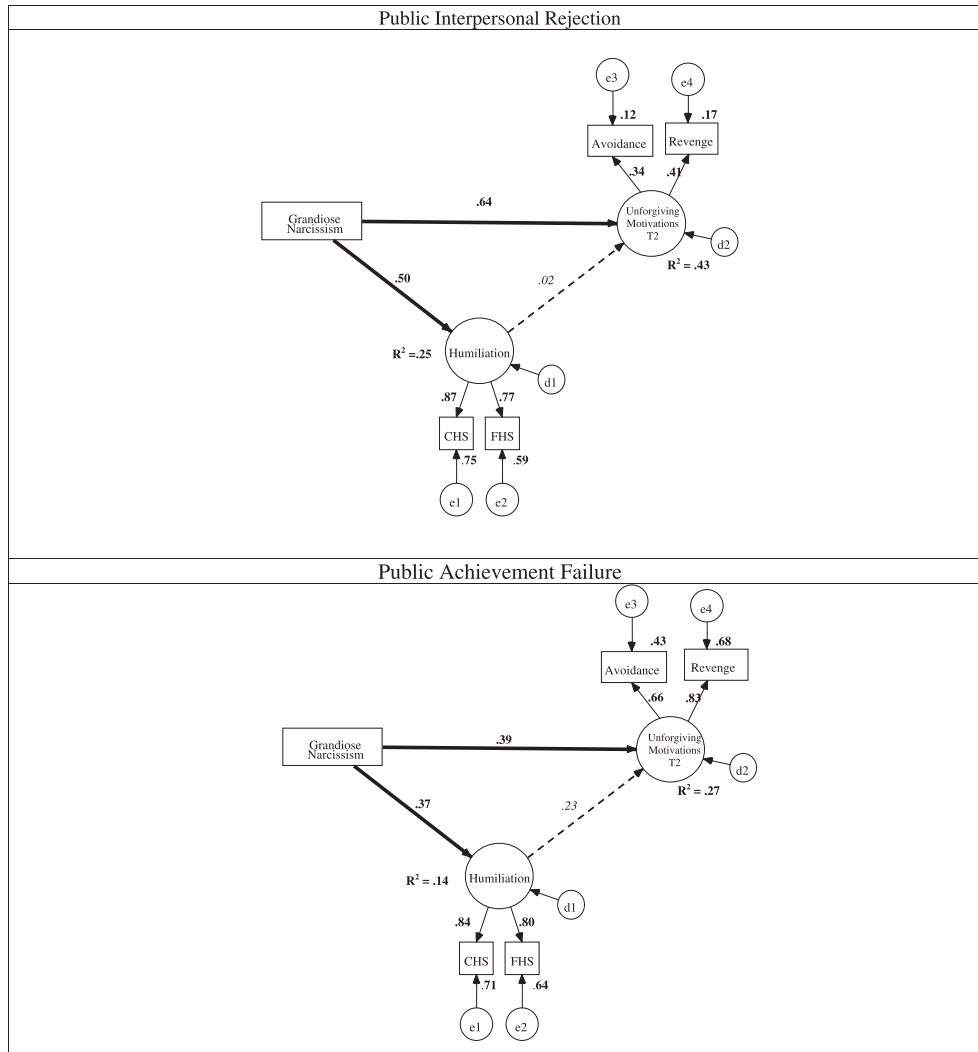 Public Interpersonal Rejection
e3
e4
.12
.17
Avoidance
Revenge
.34
.41
.64
Grandiose
Narcissism
Unforgiving
Motivations
T2
d2
R² = .43
.50
.02
R² =.25
Humiliation
d1
.87
.77
CHS
FHS
.75
.59
e1
e2
Public Achievement Failure
e3
e4
.43
.68
Avoidance
Revenge
.66
.83
.39
Grandiose
Narcissism
Unforgiving
Motivations
T2
d2
R² = .27
.37
.23
R² = .14
Humiliation
d1
.84
.80
CHS
FHS
.71
.64
e1
e2